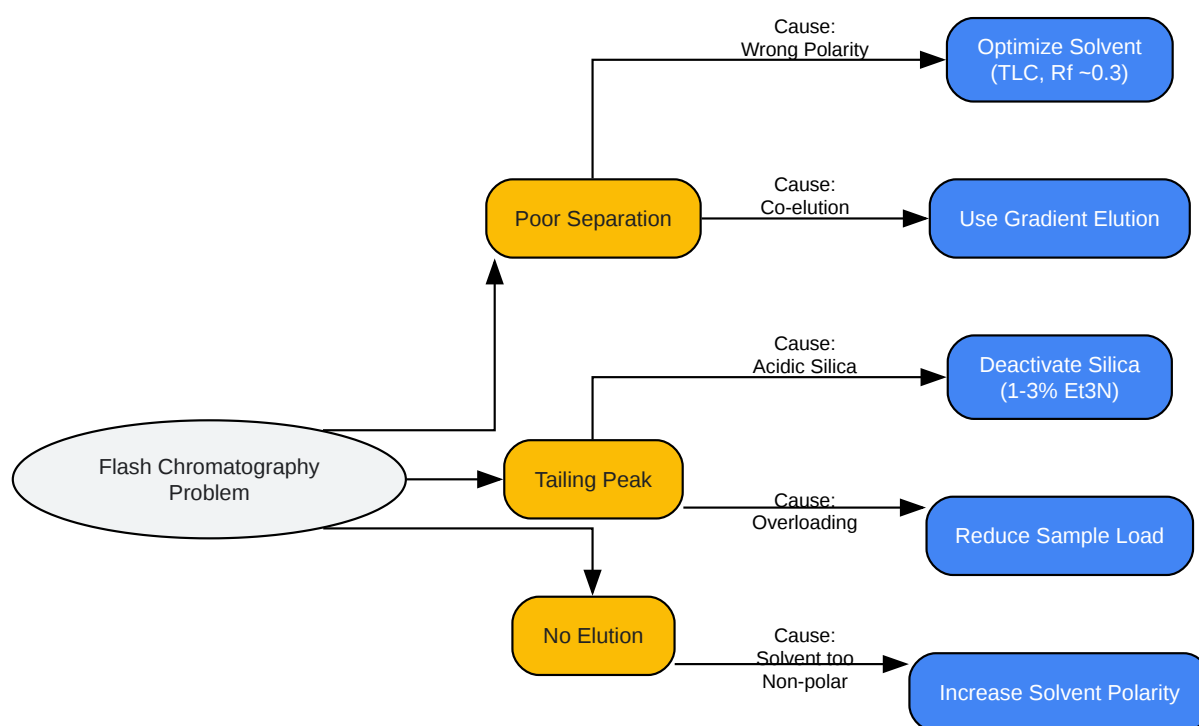 Cause:
Wrong Polarity
Optimize Solvent
(TLC, Rf ~0.3)
Poor Separation
Cause:
Co-elution
Use Gradient Elution
Cause:
Acidic Silica
Deactivate Silica
(1-3% Et3N)
Flash Chromatography
Problem
Tailing Peak
Cause:
Overloading
Reduce Sample Load
No Elution
Cause:
Solvent too
Non-polar
Increase Solvent Polarity